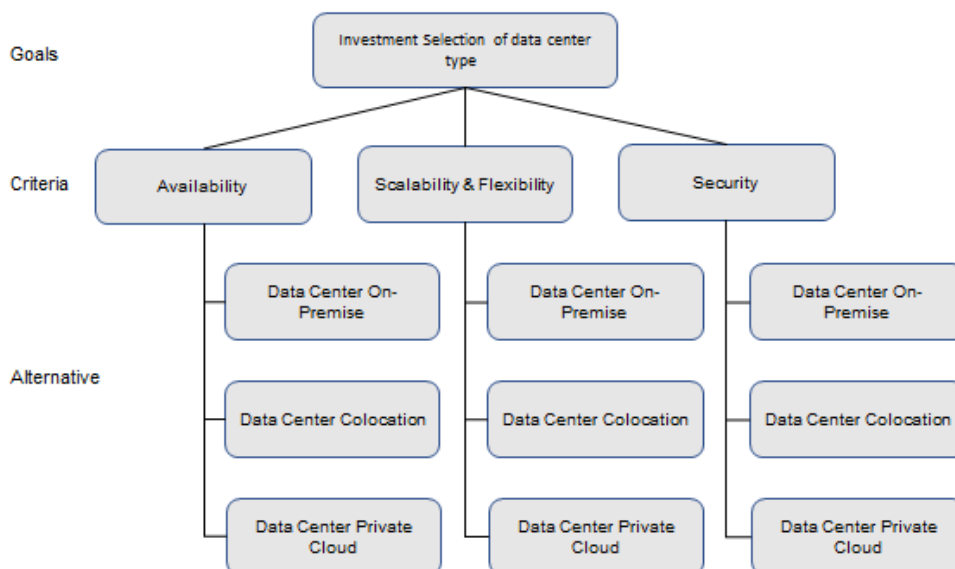 Goals
Investment Selection of data center
type
Criteria
Availability
Scalability & Flexibility
Security
Data Center On-
Premise
Data Center On-
Premise
Data Center On-
Premise
Alternative
Data Center Colocation
Data Center Colocation
Data Center Colocation
Data Center Private
Cloud
Data Center Private
Cloud
Data Center Private
Cloud